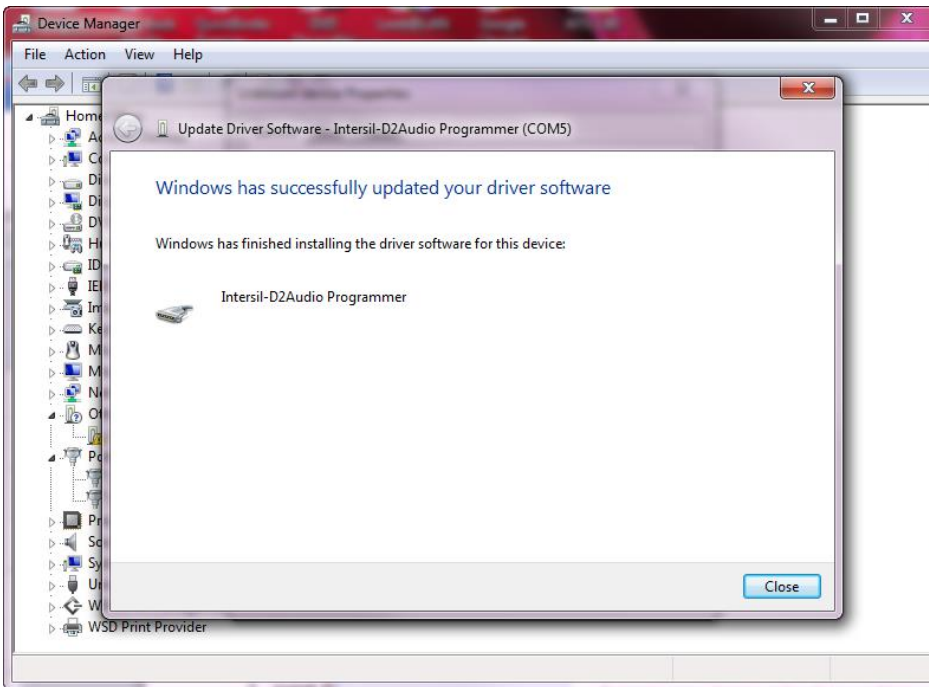 Device Manager
File Action View Help
Update Driver Software - Intersil-D2Audio Programmer (COM5)
Windows has successfully updated your driver software
Windows has finished installing the driver software for this device:
Intersil-D2Audio Programmer
Close
WSD Print Provider